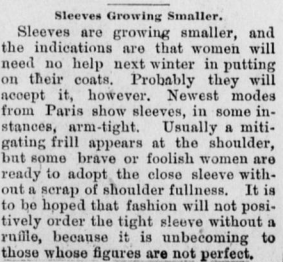 Sleeves Growing Smaller.
Sleeves are growing smaller, and
the indications are that women will
need no help next winter in putting
on their coats. Probably they will
accept it, however. Newest modes
from Paris show sleeves, in some in-
stances, arm-tight. Usually a miti-
gating frill appears at the shoulder,
but some brave or foolish women are
ready to adopt the close sleeve with-
out a scrap of shoulder fullness. It is
to be hoped that fashion will not posi-
tively order the tight sleeve without a
ruffle, because it is unbecoming to
those whose figures are not perfect.